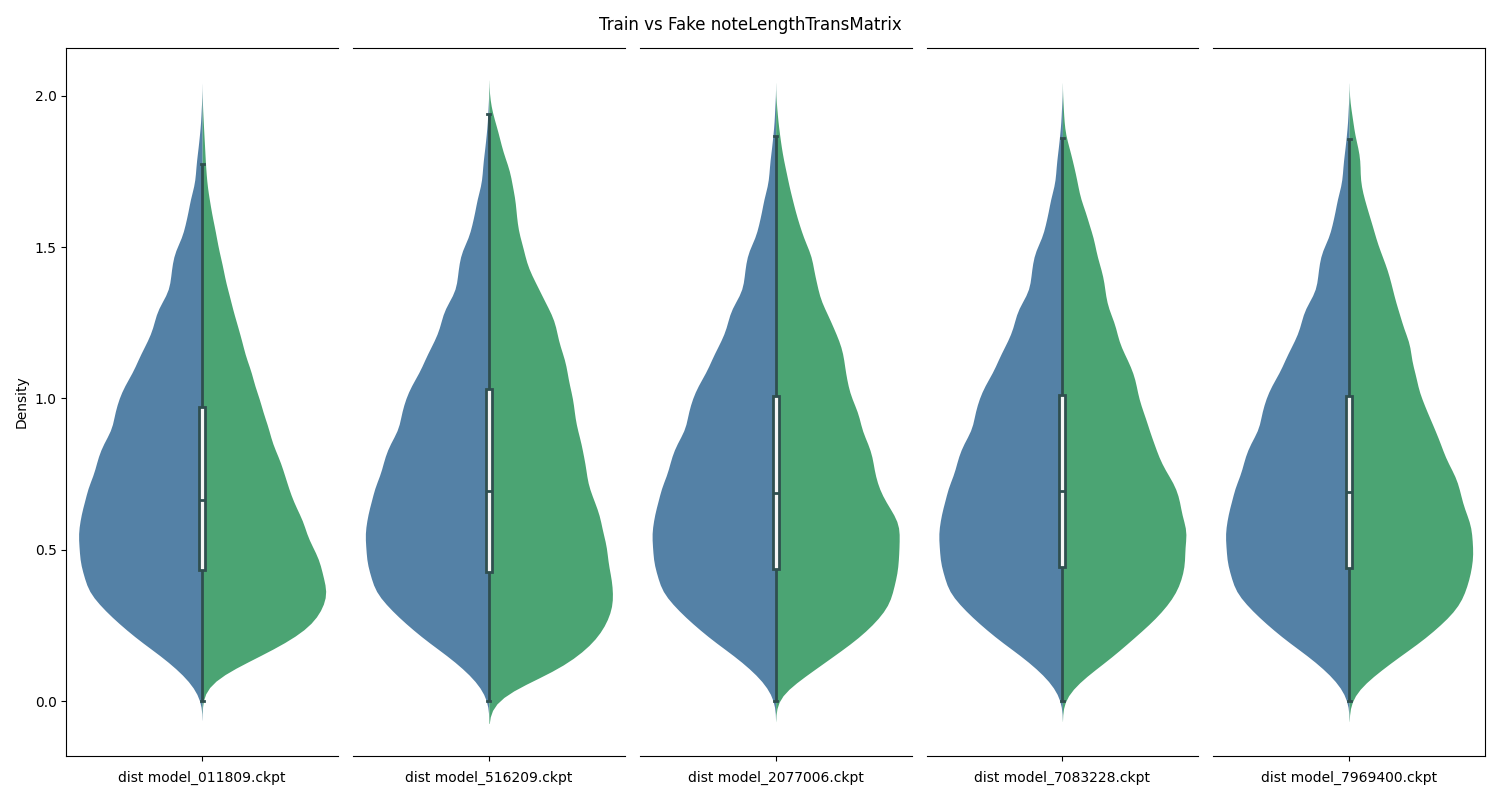 Train vs Fake noteLengthTransMatrix
2.0
1.5
1.0
0.5
0.0
Density
dist model_011809.ckpt
dist model_516209.ckpt
dist model_2077006.ckpt
dist model_7083228.ckpt
dist model_7969400.ckpt